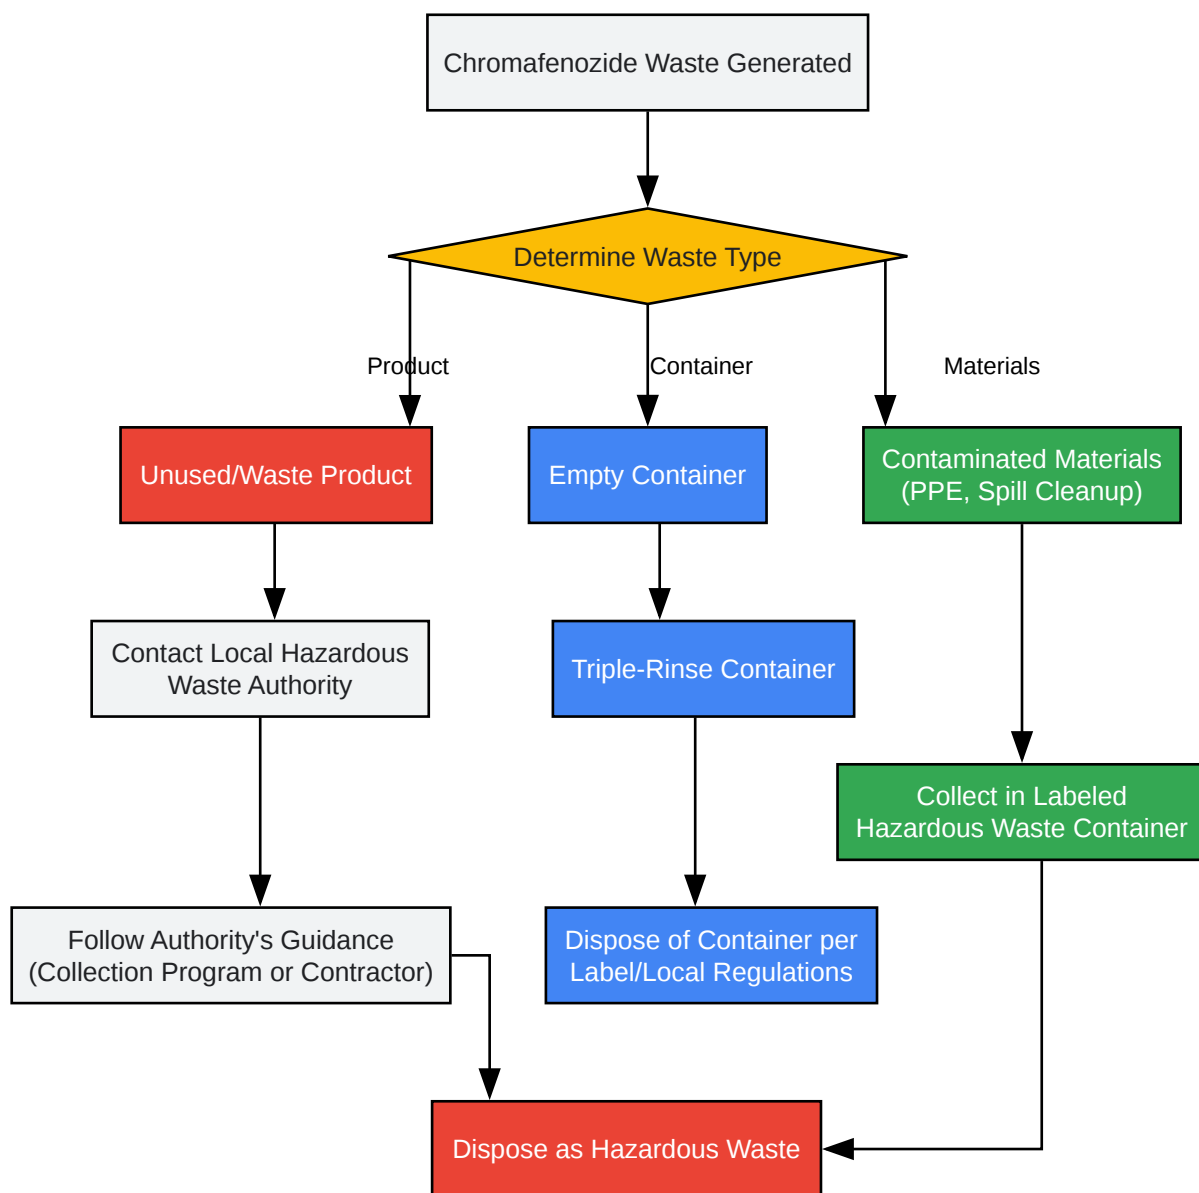 Chromafenozide Waste Generated
Determine Waste Type
Product
Container
Materials
Unused/Waste Product
Empty Container
Contaminated Materials
(PPE, Spill Cleanup)
Contact Local Hazardous
Waste Authority
Triple-Rinse Container
Collect in Labeled
Hazardous Waste Container
Follow Authority's Guidance
(Collection Program or Contractor)
Dispose of Container per
Label/Local Regulations
Dispose as Hazardous Waste